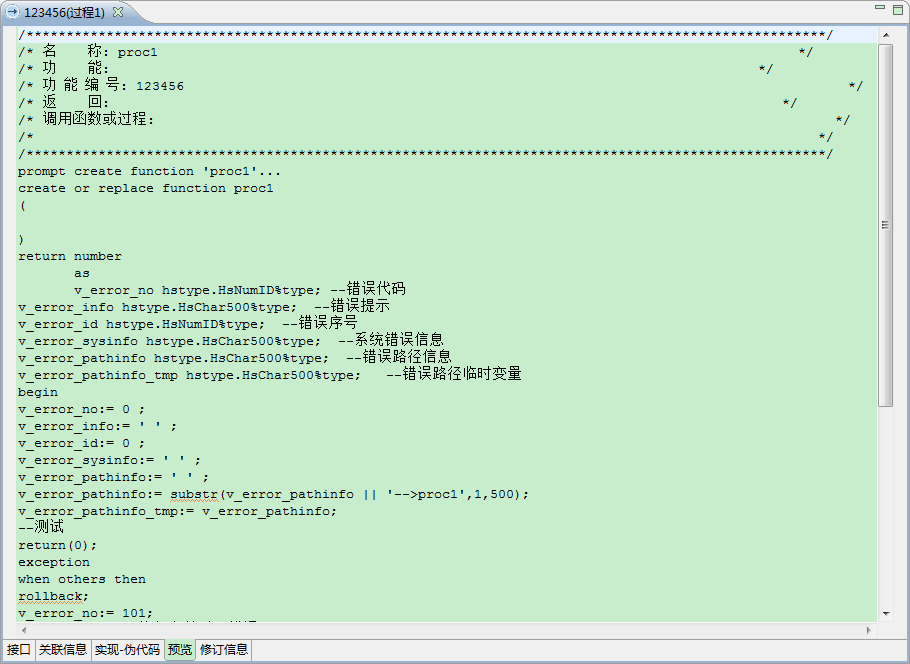 123456(过程1)
/****************************************************************************************************/
/* 名    称: proc1 */
/* 功    能: */
/* 功 能 编 号: 123456 */
/* 返    回: */
/* 调用函数或过程: */
/* */
/****************************************************************************************************/
prompt create function 'proc1'...
create or replace function proc1
(
)
return number
as
v_error_no hstype.HsNumID%type; --错误代码
v_error_info hstype.HsChar500%type;  --错误提示
v_error_id hstype.HsNumID%type;  --错误序号
v_error_sysinfo hstype.HsChar500%type;  --系统错误信息
v_error_pathinfo hstype.HsChar500%type;  --错误路径信息
v_error_pathinfo_tmp hstype.HsChar500%type;   --错误路径临时变量
begin
v_error_no:= 0 ;
v_error_info:= ' ' ;
v_error_id:= 0 ;
v_error_sysinfo:= ' ' ;
v_error_pathinfo:= ' ' ;
v_error_pathinfo:= substr(v_error_pathinfo || '-->proc1',1,500);
v_error_pathinfo_tmp:= v_error_pathinfo;
--测试
return(0);
exception
when others then
rollback;
v_error_no:= 101;
接口 关联信息 实现-伪代码 预览 修订信息